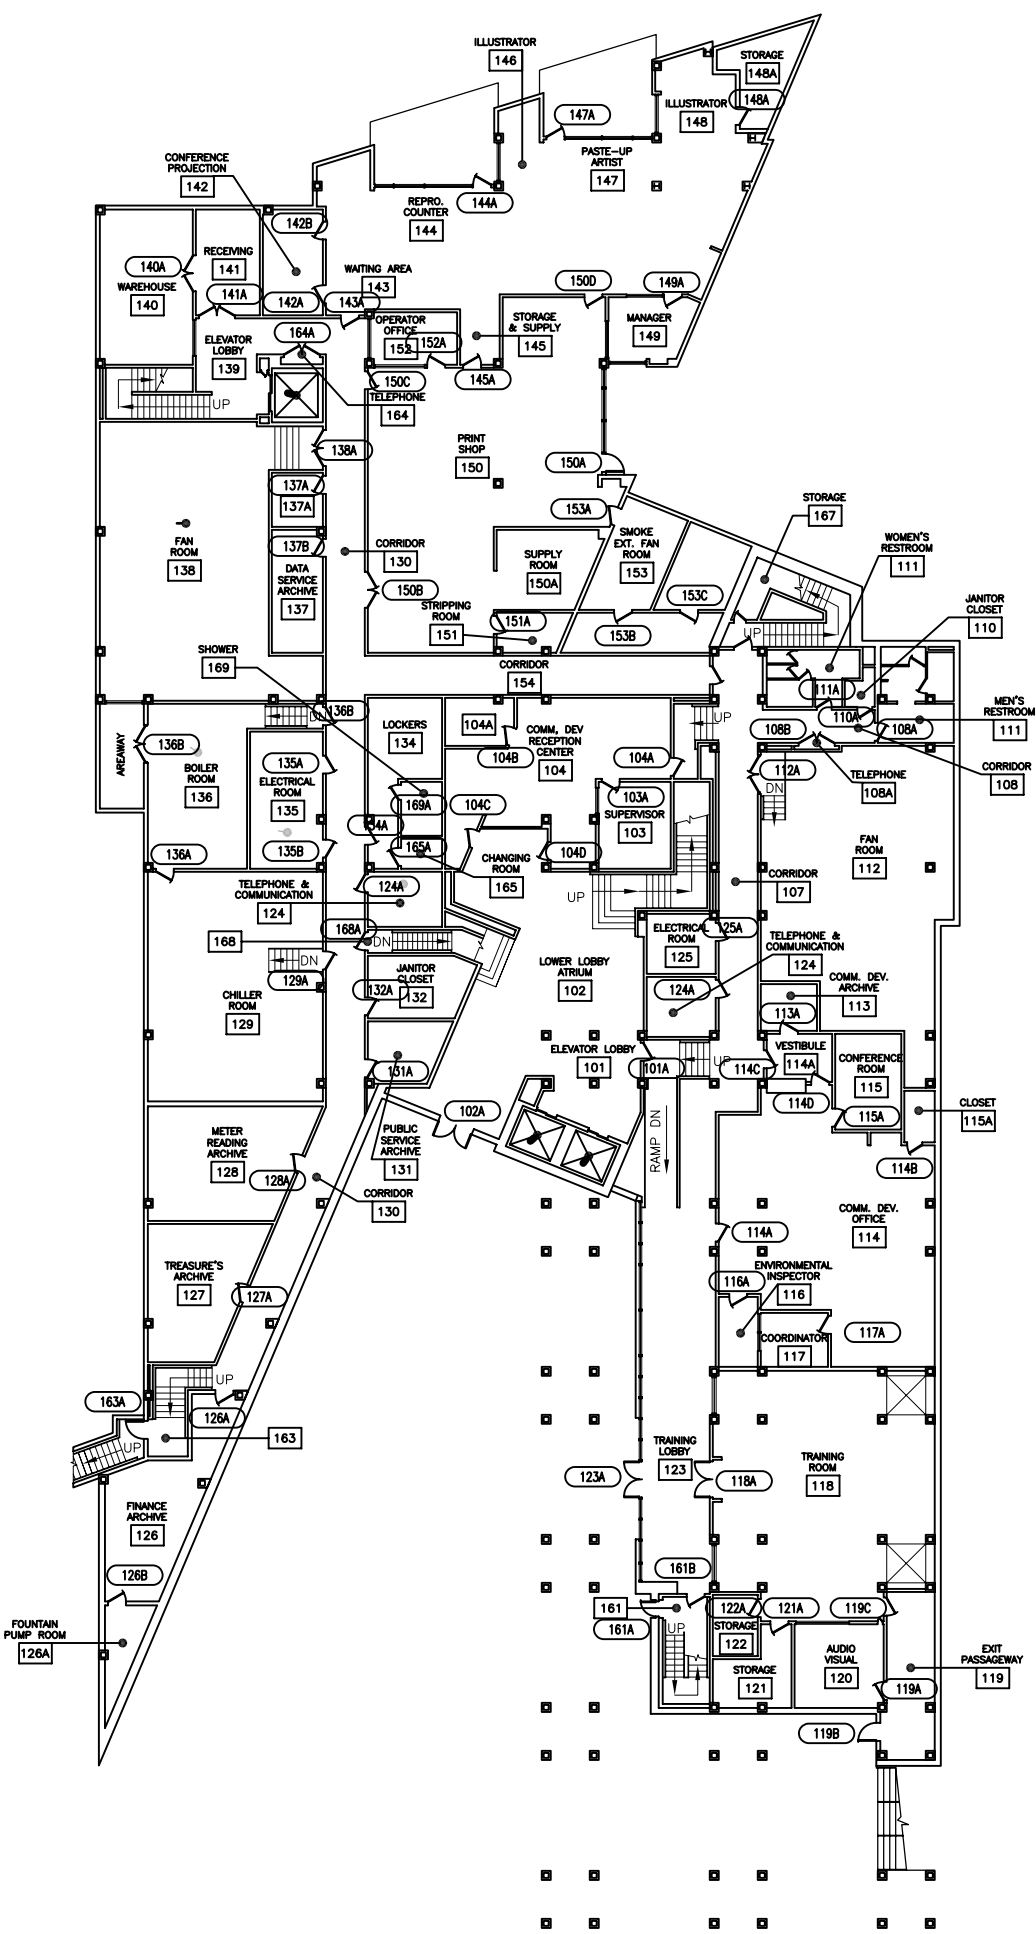 ILLUSTRATOR
146
STORAGE
148A
148A
ILLUSTRATOR
148
147A
PASTE-UP
ARTIST
147
CONFERENCE
PROJECTION
142
144A
REPRO.
COUNTER
144
142B
RECEIVING
141
140A
WAREHOUSE
140
141A
142A
WAITING AREA
143
143A
150D
149A
MANAGER
149
OPERATOR
OFFICE
152
152A
STORAGE
& SUPPLY
145
164A
ELEVATOR
LOBBY
139
145A
150C
TELEPHONE
164
UP
138A
PRINT
SHOP
150
150A
137A
137A
153A
STORAGE
167
FAN
ROOM
138
137B
CORRIDOR
130
SMOKE
EXT. FAN
ROOM
153
WOMEN'S
RESTROOM
111
DATA
SERVICE
ARCHIVE
137
SUPPLY
ROOM
150A
150B
153C
STRIPPING
ROOM
151
151A
153B
JANITOR
CLOSET
110
UP
SHOWER
169
CORRIDOR
154
111A
MEN'S
RESTROOM
111
136B
DN
LOCKERS
134
104A
COMM, DEV
RECEPTION
CENTER
104
UP
110A
108B
108A
AREAWAY
136B
BOILER
ROOM
136
135A
ELECTRICAL
ROOM
135
104B
104A
112A
DN
TELEPHONE
108A
CORRIDOR
108
169A
104C
103A
SUPERVISOR
103
134A
135B
136A
165A
CHANGING
ROOM
165
104D
FAN
ROOM
112
TELEPHONE &
COMMUNICATION
124
124A
UP
CORRIDOR
107
168
168A
DN
125A
ELECTRICAL
ROOM
125
TELEPHONE &
COMMUNICATION
124
DN
129A
CHILLER
ROOM
129
JANITOR
CLOSET
132
132A
LOWER LOBBY
ATRIUM
102
124A
COMM. DEV.
ARCHIVE
113
113A
131A
ELEVATOR LOBBY
101
101A
UP
114C
VESTIBULE
114A
CONFERENCE
ROOM
115
114D
115A
CLOSET
115A
102A
METER
READING
ARCHIVE
128
128A
PUBLIC
SERVICE
ARCHIVE
131
RAMP DN
114B
CORRIDOR
130
114A
COMM. DEV.
OFFICE
114
TREASURE'S
ARCHIVE
127
127A
116A
ENVIRONMENTAL
INSPECTOR
116
COORDINATOR
117
117A
UP
163A
126A
163
UP
TRAINING
LOBBY
123
123A
118A
TRAINING
ROOM
118
FINANCE
ARCHIVE
126
126B
161B
161
161A
UP
122A
STORAGE
122
121A
119C
FOUNTAIN
PUMP ROOM
126A
STORAGE
121
AUDIO
VISUAL
120
119A
EXIT
PASSAGEWAY
119
119B